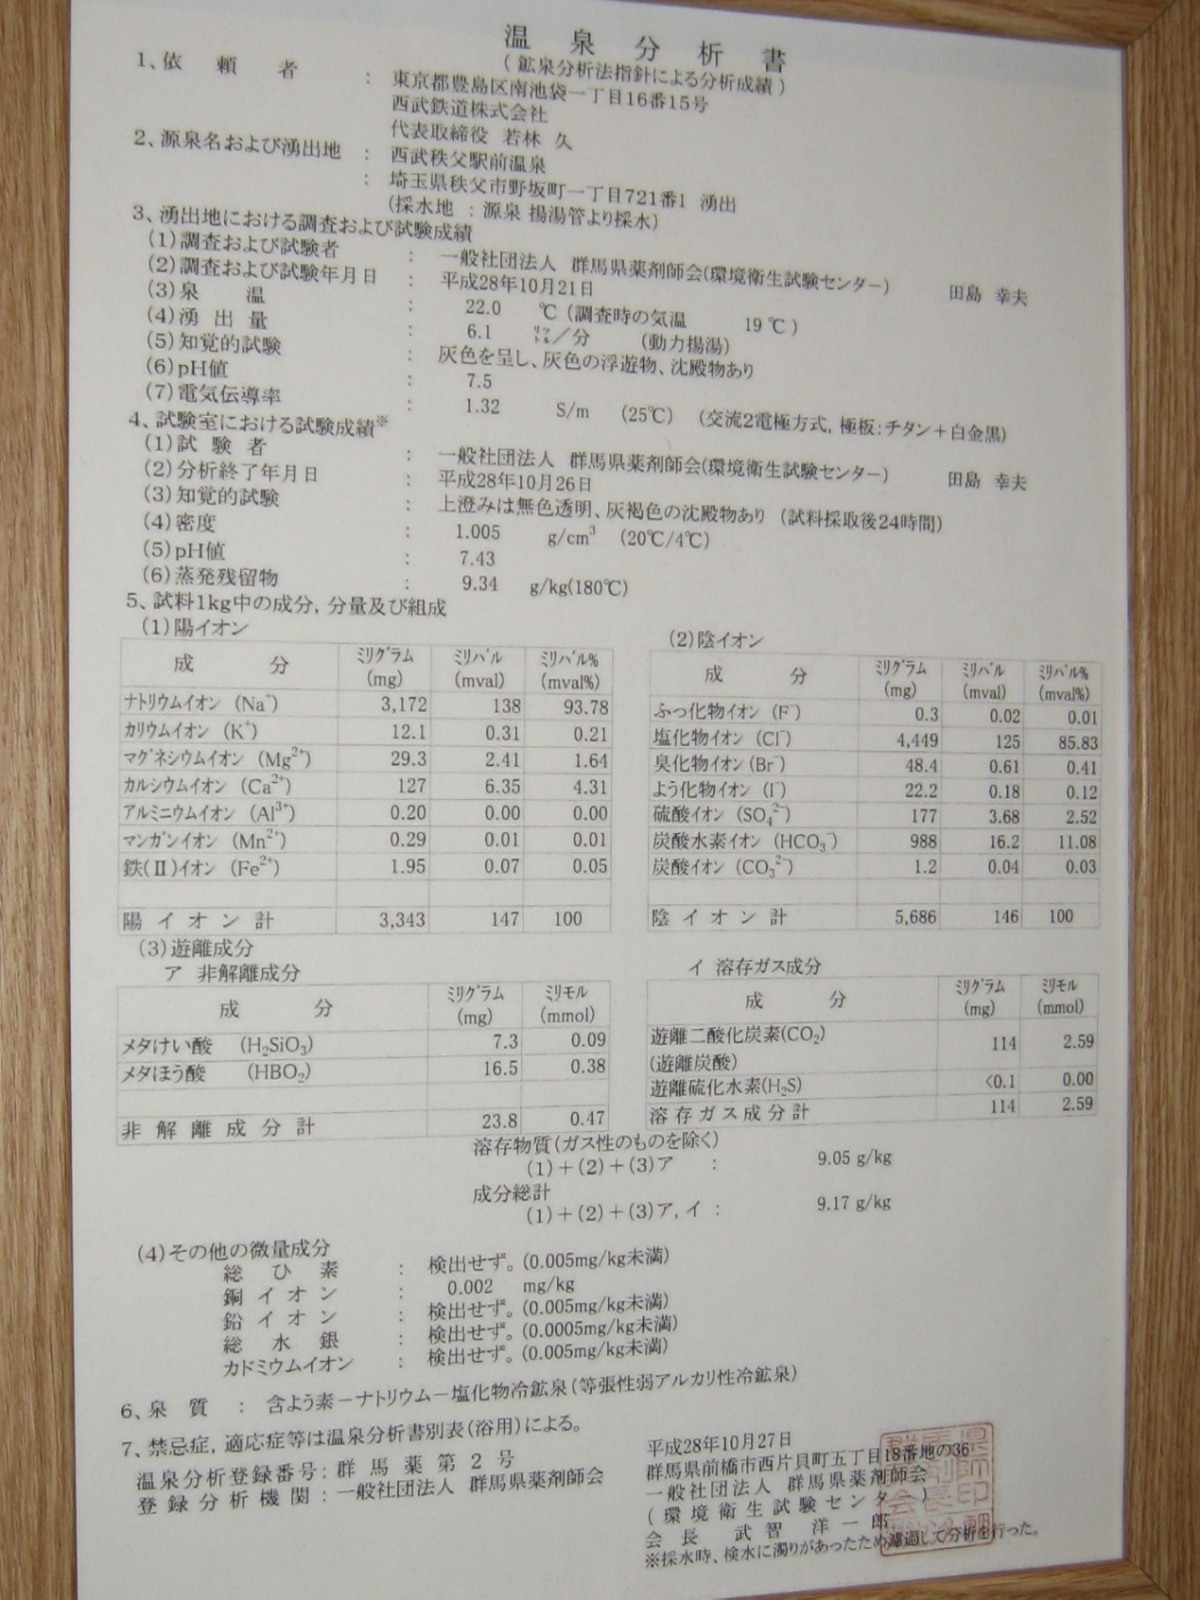 温泉分析書
(鉱泉分析法指針による分析成績)
1、依頼者 : 東京都豊島区南池袋一丁目16番15号
西武鉄道株式会社
代表取締役 若林 久
2、源泉名および湧出地 : 西武秩父駅前温泉
: 埼玉県秩父市野坂町一丁目721番1 湧出
(採水地 : 源泉 揚湯管より採水)
3、湧出地における調査および試験成績
(1)調査および試験者 : 一般社団法人 群馬県薬剤師会(環境衛生試験センター) 田島 幸夫
(2)調査および試験年月日 : 平成28年10月21日
(3)泉温 : 22.0 ℃ (調査時の気温 19 ℃)
(4)湧出量 : 6.1 ㍑/分 (動力揚湯)
(5)知覚的試験 : 灰色を呈し、灰色の浮遊物、沈殿物あり
(6)pH値 : 7.5
(7)電気伝導率 : 1.32 S/m (25℃) (交流2電極方式, 極板:チタン+白金黒)
4、試験室における試験成績※
(1)試験者 : 一般社団法人 群馬県薬剤師会(環境衛生試験センター) 田島 幸夫
(2)分析終了年月日 : 平成28年10月26日
(3)知覚的試験 : 上澄みは無色透明、灰褐色の沈殿物あり (試料採取後24時間)
(4)密度 : 1.005 g/cm³ (20℃/4℃)
(5)pH値 : 7.43
(6)蒸発残留物 : 9.34 g/kg(180℃)
5、試料1kg中の成分, 分量及び組成
(1)陽イオン
成分 ﾐﾘｸﾞﾗﾑ (mg) ﾐﾘﾊﾞﾙ (mval) ﾐﾘﾊﾞﾙ% (mval%)
ナトリウムイオン (Na⁺) 3,172 138 93.78
カリウムイオン (K⁺) 12.1 0.31 0.21
マグネシウムイオン (Mg²⁺) 29.3 2.41 1.64
カルシウムイオン (Ca²⁺) 127 6.35 4.31
アルミニウムイオン (Al³⁺) 0.20 0.00 0.00
マンガンイオン (Mn²⁺) 0.29 0.01 0.01
鉄(Ⅱ)イオン (Fe²⁺) 1.95 0.07 0.05
陽イオン計 3,343 147 100
(2)陰イオン
成分 ﾐﾘｸﾞﾗﾑ (mg) ﾐﾘﾊﾞﾙ (mval) ﾐﾘﾊﾞﾙ% (mval%)
ふっ化物イオン (F⁻) 0.3 0.02 0.01
塩化物イオン (Cl⁻) 4,449 125 85.83
臭化物イオン (Br⁻) 48.4 0.61 0.41
よう化物イオン (I⁻) 22.2 0.18 0.12
硫酸イオン (SO₄²⁻) 177 3.68 2.52
炭酸水素イオン (HCO₃⁻) 988 16.2 11.08
炭酸イオン (CO₃²⁻) 1.2 0.04 0.03
陰イオン計 5,686 146 100
(3)遊離成分
ア 非解離成分
成分 ﾐﾘｸﾞﾗﾑ (mg) ﾐﾘﾓﾙ (mmol)
メタけい酸 (H₂SiO₃) 7.3 0.09
メタほう酸 (HBO₂) 16.5 0.38
非解離成分計 23.8 0.47
イ 溶存ガス成分
成分 ﾐﾘｸﾞﾗﾑ (mg) ﾐﾘﾓﾙ (mmol)
遊離二酸化炭素(CO₂) 114 2.59
(遊離炭酸)
遊離硫化水素(H₂S) <0.1 0.00
溶存ガス成分計 114 2.59
溶存物質(ガス性のものを除く)
(1)+(2)+(3)ア : 9.05 g/kg
成分総計
(1)+(2)+(3)ア,イ : 9.17 g/kg
(4)その他の微量成分
総ひ素 : 検出せず。(0.005mg/kg未満)
銅イオン : 0.002 mg/kg
鉛イオン : 検出せず。(0.005mg/kg未満)
総水銀 : 検出せず。(0.0005mg/kg未満)
カドミウムイオン : 検出せず。(0.005mg/kg未満)
6、泉質 : 含よう素-ナトリウム-塩化物冷鉱泉(等張性弱アルカリ性冷鉱泉)
7、禁忌症, 適応症等は温泉分析書別表(浴用)による。
温泉分析登録番号:群馬薬第2号
登録分析機関:一般社団法人 群馬県薬剤師会
平成28年10月27日
群馬県前橋市西片貝町五丁目18番地の36
一般社団法人 群馬県薬剤師会
(環境衛生試験センター)
会長 武智洋一郎
※採水時、検水に濁りがあったため濾過して分析を行った。